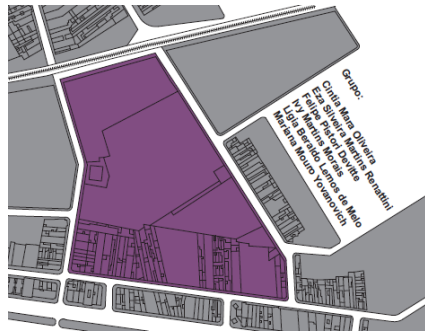 Grupo:
Cintia Mara Oliveira
Eza Silveira Martins Renattini
Felipe Pistori Devitte
Ivy Martins Morais
Ligia Beraldo Lemos de Melo
Mariana Mouro Yovanovich